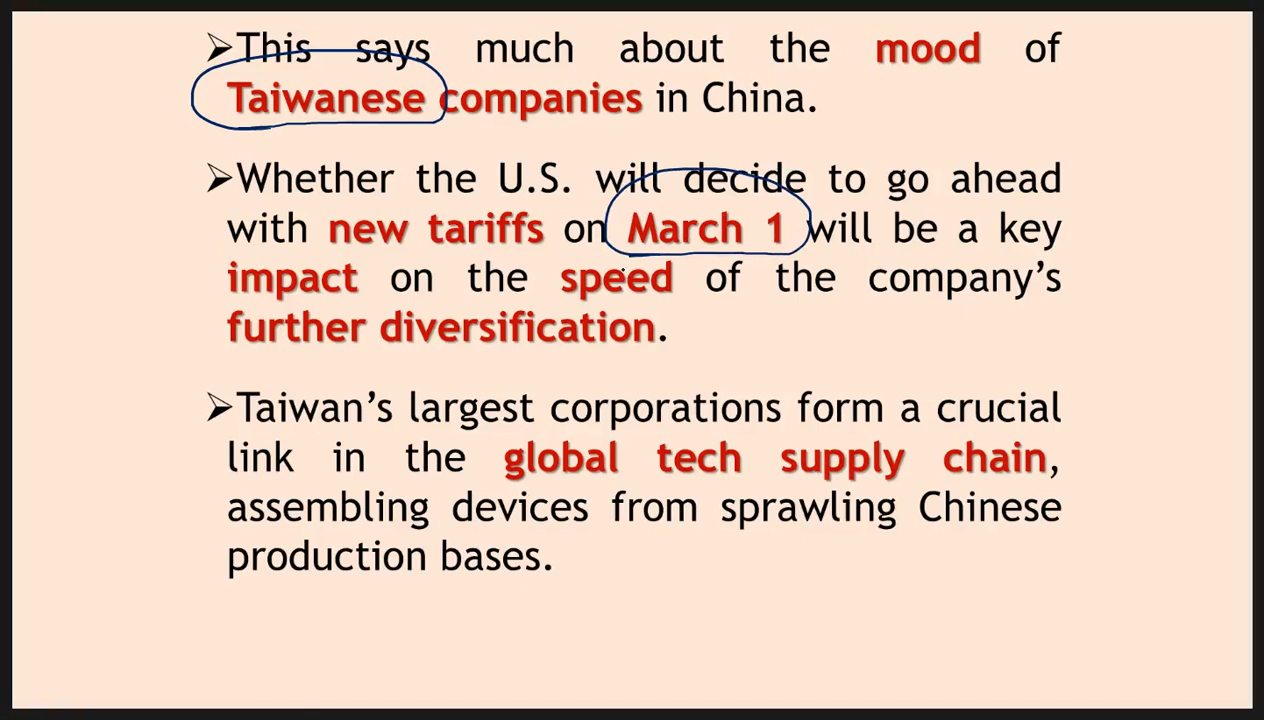 ➢This says much about the mood of
Taiwanese companies in China.
➢Whether the U.S. will decide to go ahead
with new tariffs on March 1 will be a key
impact on the speed of the company’s
further diversification.
➢Taiwan’s largest corporations form a crucial
link in the global tech supply chain,
assembling devices from sprawling Chinese
production bases.